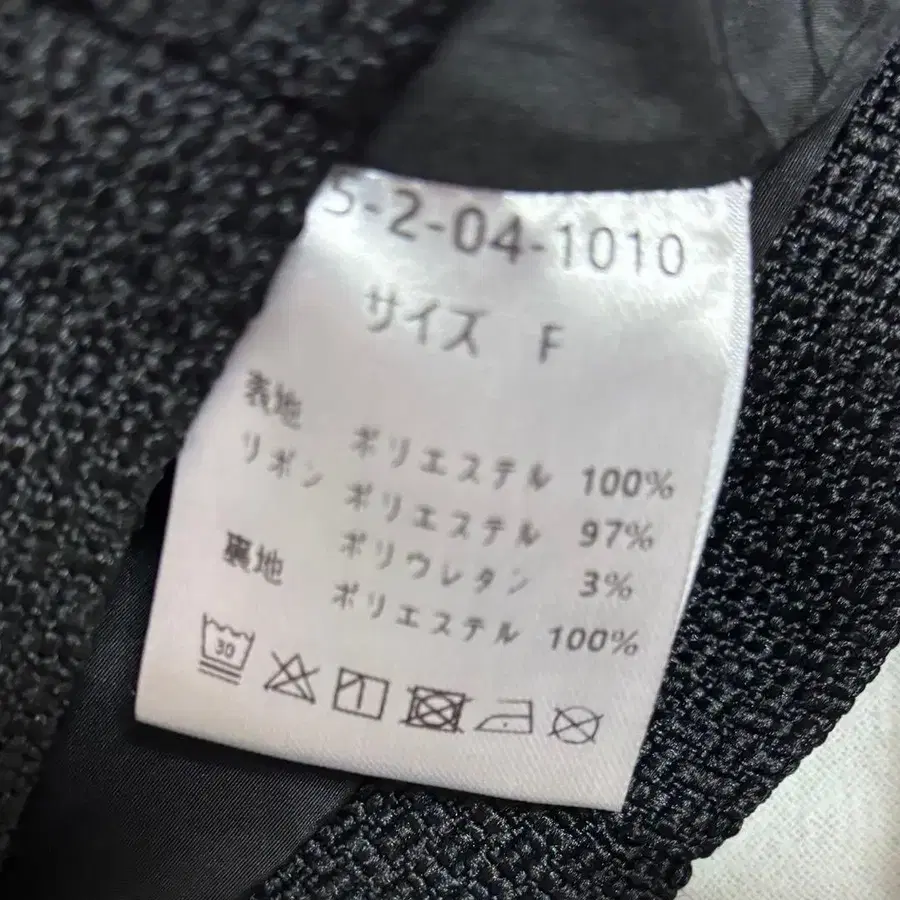 5-2-04-1010
サイズ F
表地 ポリエステル 100%
リボン ポリエステル 97%
ポリウレタン 3%
裏地 ポリエステル 100%
30